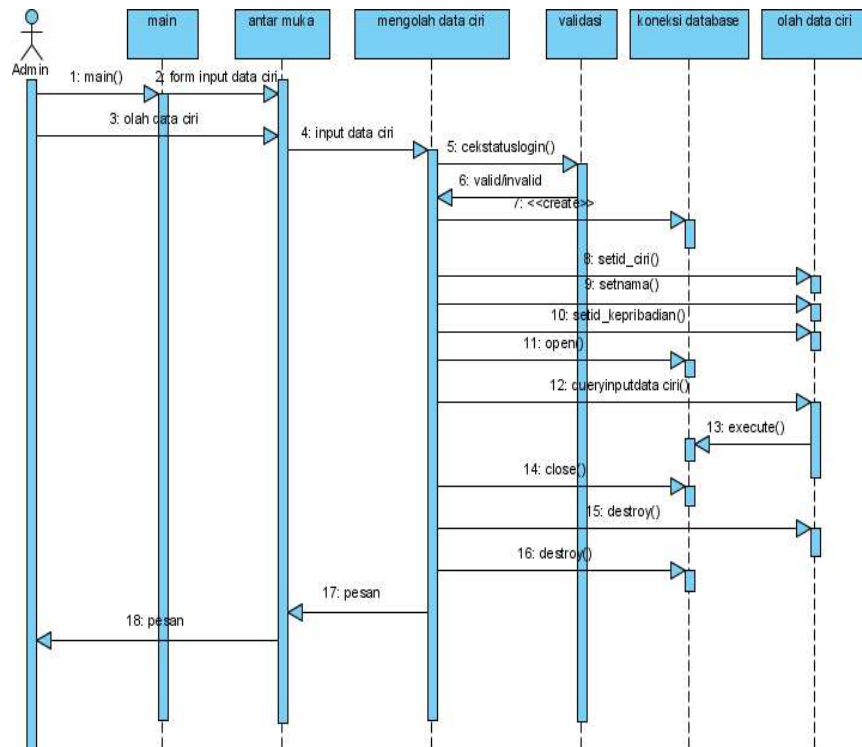 main
antar muka
mengolah data ciri
validasi
koneksi database
olah data ciri
Admin
1: main()
2: form input data ciri
3: olah data ciri
4: input data ciri
5: cekstatuslogin()
6: valid/invalid
7: <<create>>
8: setid_ciri()
9: setnama()
10: setid_kepribadian()
11: open()
12: queryinputdata ciri()
13: execute()
14: close()
15: destroy()
16: destroy()
17: pesan
18: pesan